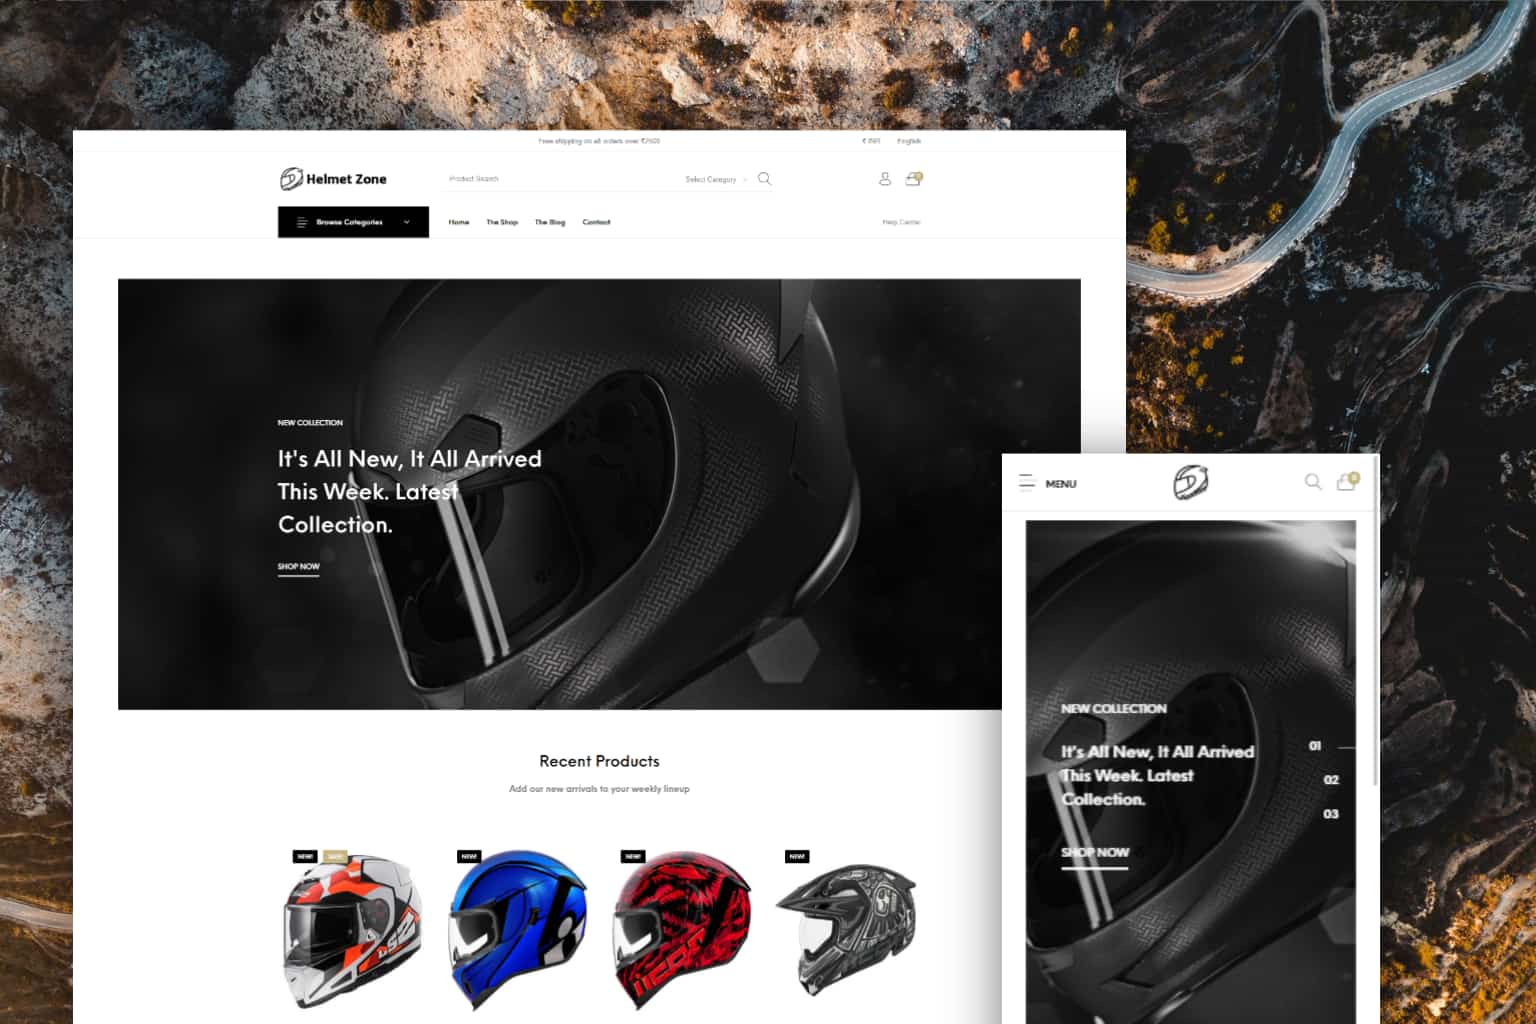 Free shipping on all orders over
₹ INR English
Helmet Zone
Product Search
Select Category
0
Browse Categories
Home The Shop The Blog Contact
Help Center
NEW COLLECTION
It's All New, It All Arrived
This Week. Latest
Collection.
SHOP NOW
Recent Products
Add our new arrivals to your weekly lineup
NEW! SALE!
NEW!
NEW!
NEW!
LS2
MENU
0
NEW COLLECTION
It's All New, It All Arrived
This Week. Latest
Collection.
01
02
03
SHOP NOW